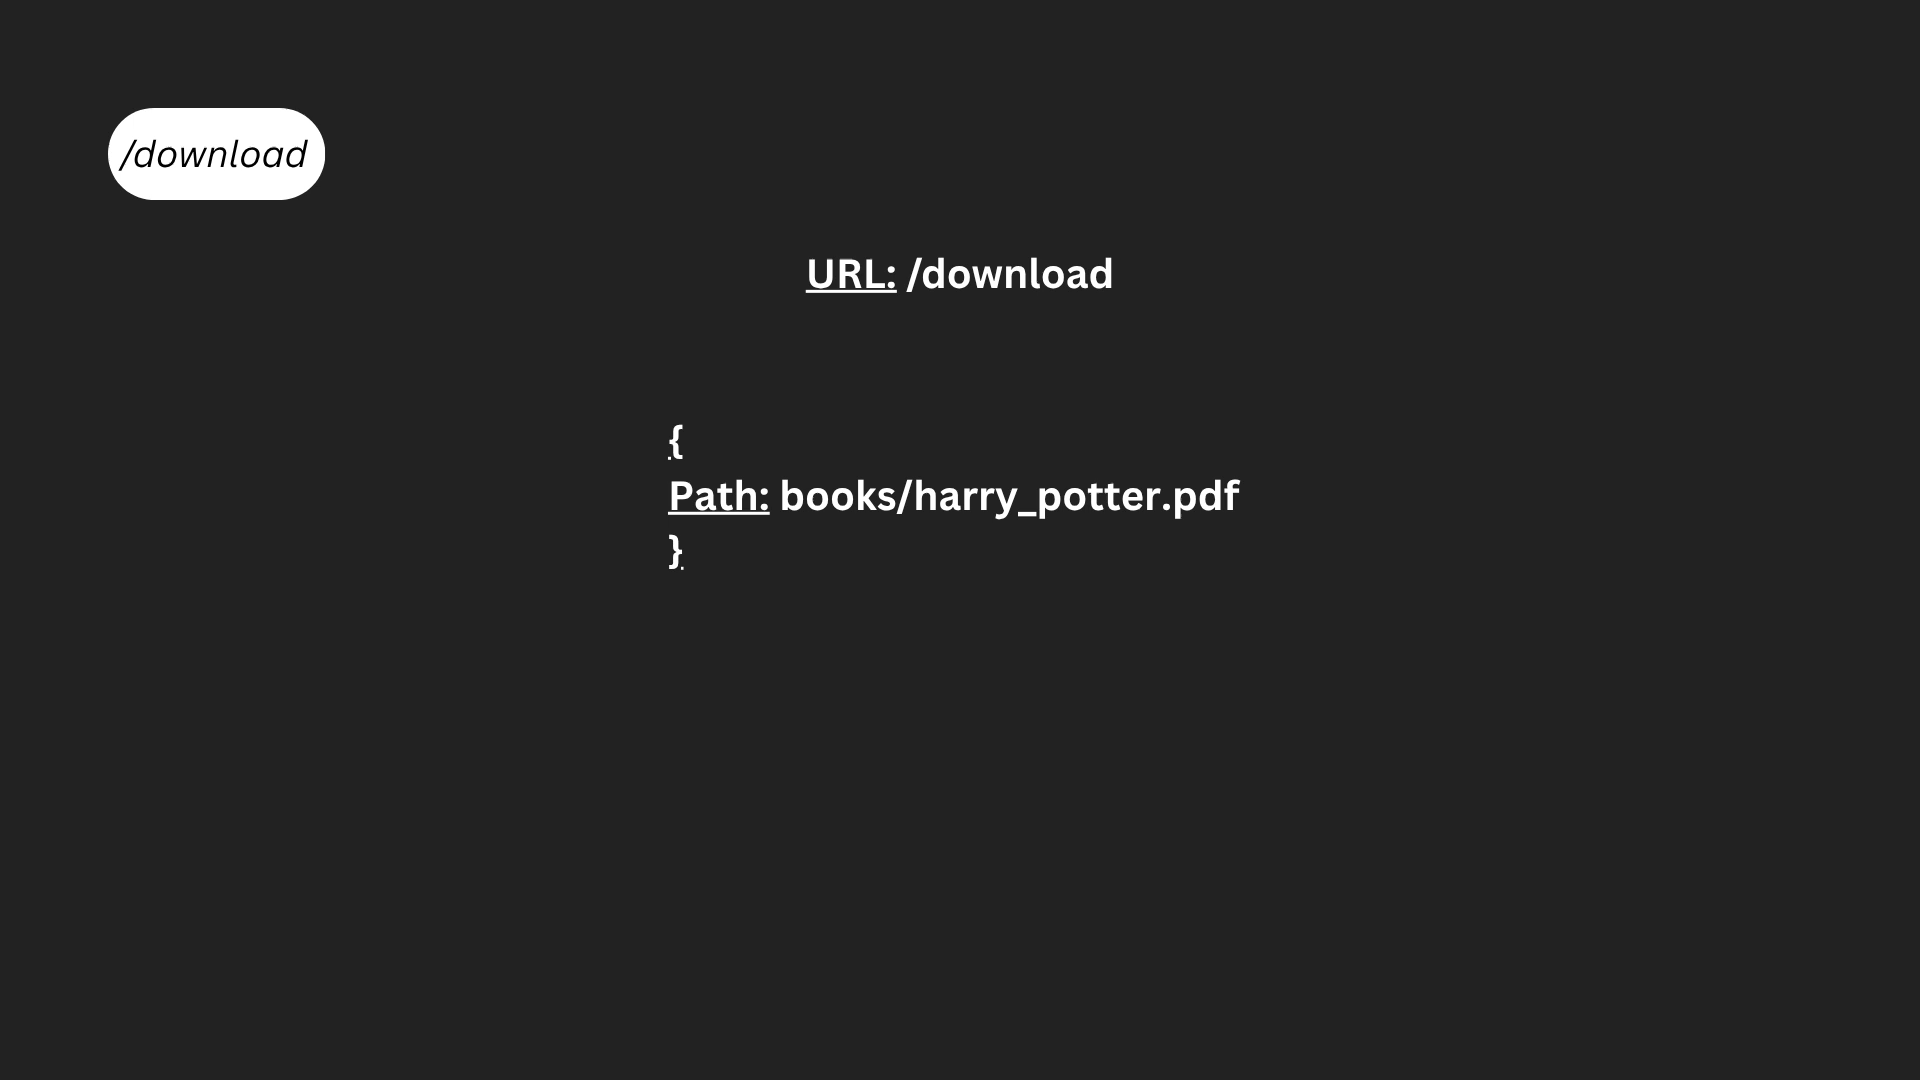 /download
URL: /download
{
Path: books/harry_potter.pdf
}